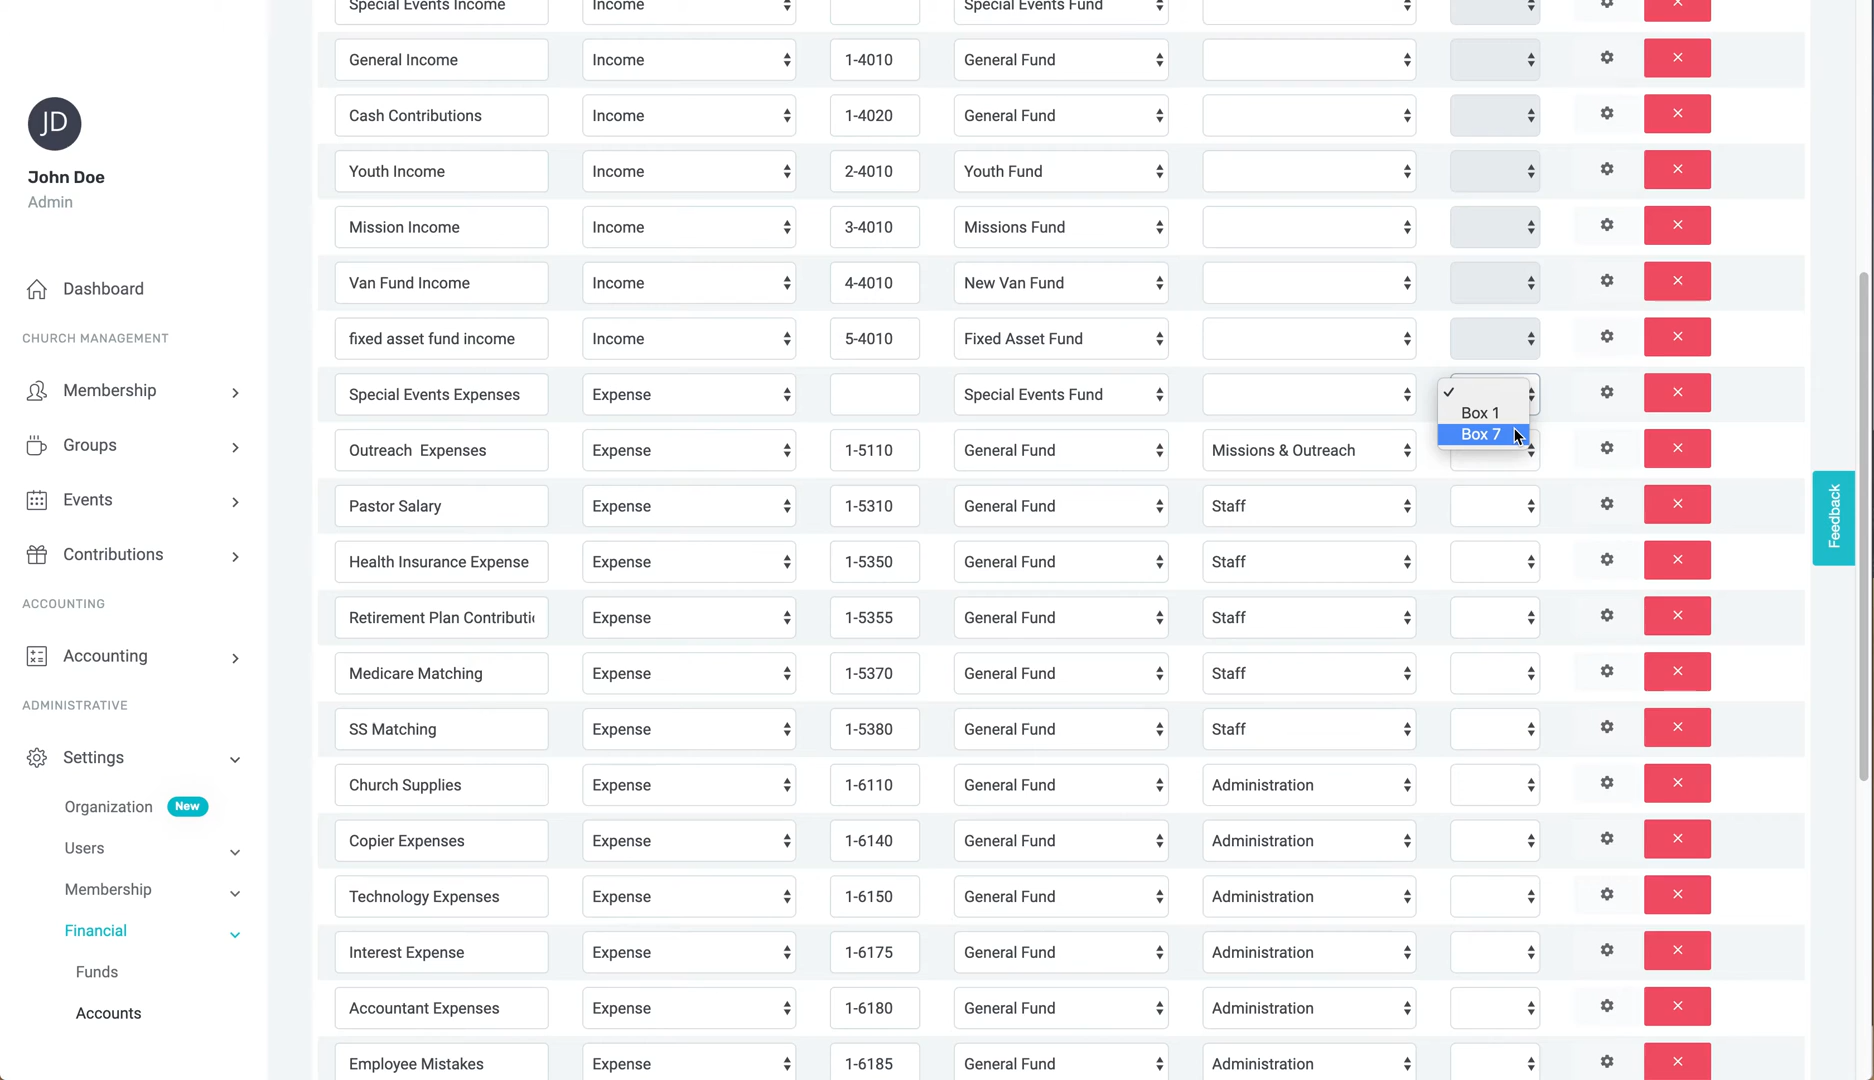 Special Events Income Income Special Events Fund
General Income Income 1-4010 General Fund
Cash Contributions Income 1-4020 General Fund
Youth Income Income 2-4010 Youth Fund
Mission Income Income 3-4010 Missions Fund
Van Fund Income Income 4-4010 New Van Fund
fixed asset fund income Income 5-4010 Fixed Asset Fund
Special Events Expenses Expense Special Events Fund
Box 1
Box 7
Outreach Expenses Expense 1-5110 General Fund Missions & Outreach
Pastor Salary Expense 1-5310 General Fund Staff
Health Insurance Expense Expense 1-5350 General Fund Staff
Retirement Plan Contributi Expense 1-5355 General Fund Staff
Medicare Matching Expense 1-5370 General Fund Staff
SS Matching Expense 1-5380 General Fund Staff
Church Supplies Expense 1-6110 General Fund Administration
Copier Expenses Expense 1-6140 General Fund Administration
Technology Expenses Expense 1-6150 General Fund Administration
Interest Expense Expense 1-6175 General Fund Administration
Accountant Expenses Expense 1-6180 General Fund Administration
Employee Mistakes Expense 1-6185 General Fund Administration
JD
John Doe
Admin
Dashboard
CHURCH MANAGEMENT
Membership
Groups
Events
Contributions
ACCOUNTING
Accounting
ADMINISTRATIVE
Settings
Organization New
Users
Membership
Financial
Funds
Accounts
Feedback